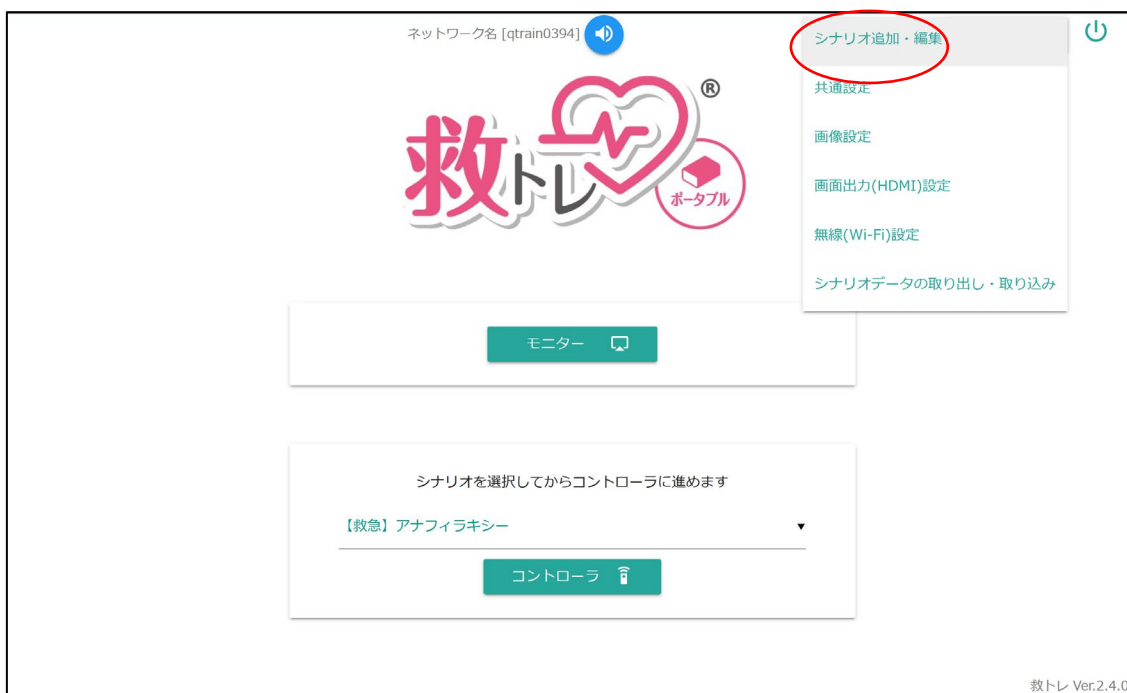 ネットワーク名 [qtrain0394]
シナリオ追加・編集
共通設定
画像設定
画面出力(HDMI)設定
無線(Wi-Fi)設定
シナリオデータの取り出し・取り込み
救トレ®
ポータブル
モニター
シナリオを選択してからコントローラに進めます
【救急】アナフィラキシー
コントローラ
救トレ Ver.2.4.0